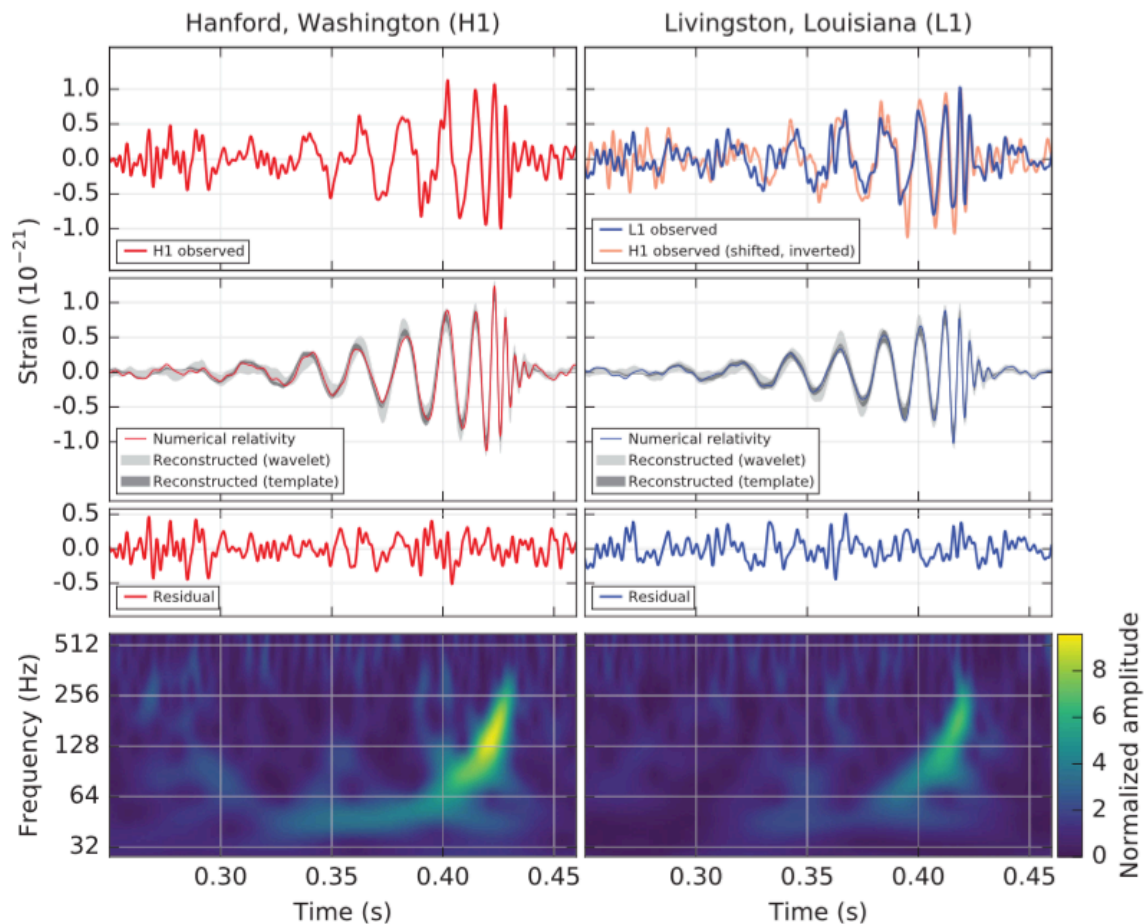 Hanford, Washington (H1)
Livingston, Louisiana (L1)
Strain (10⁻²¹)
1.0
0.5
0.0
-0.5
-1.0
H1 observed
L1 observed
H1 observed (shifted, inverted)
1.0
0.5
0.0
-0.5
-1.0
Numerical relativity
Reconstructed (wavelet)
Reconstructed (template)
Numerical relativity
Reconstructed (wavelet)
Reconstructed (template)
0.5
0.0
-0.5
Residual
Residual
Frequency (Hz)
512
256
128
64
32
Normalized amplitude
8
6
4
2
0
0.30 0.35 0.40 0.45
0.30 0.35 0.40 0.45
Time (s)
Time (s)